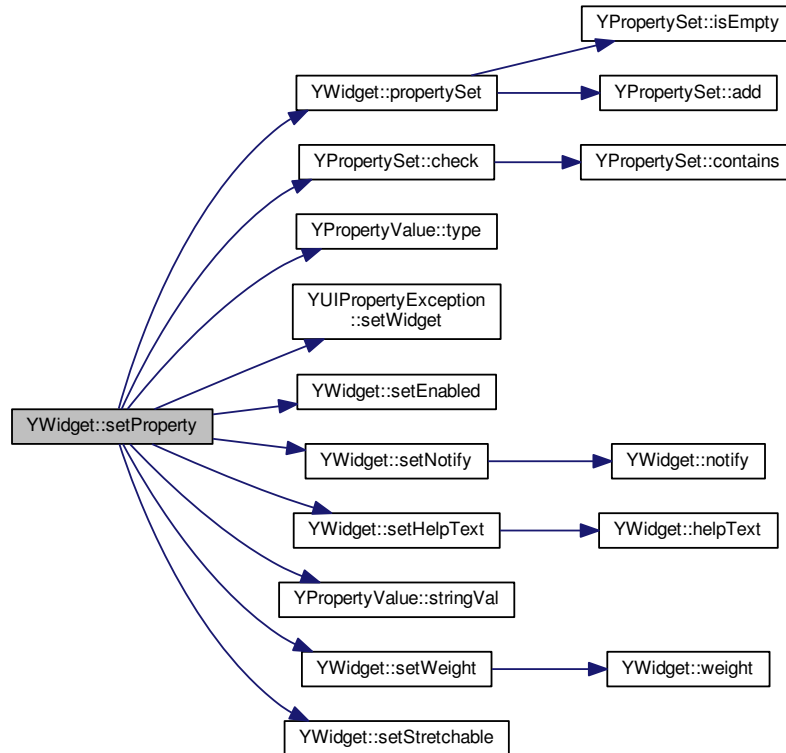 YPropertySet::isEmpty
YWidget::propertySet
YPropertySet::add
YPropertySet::check
YPropertySet::contains
YPropertyValue::type
YUIPropertyException
::setWidget
YWidget::setEnabled
YWidget::setProperty
YWidget::setNotify
YWidget::notify
YWidget::setHelpText
YWidget::helpText
YPropertyValue::stringVal
YWidget::setWeight
YWidget::weight
YWidget::setStretchable